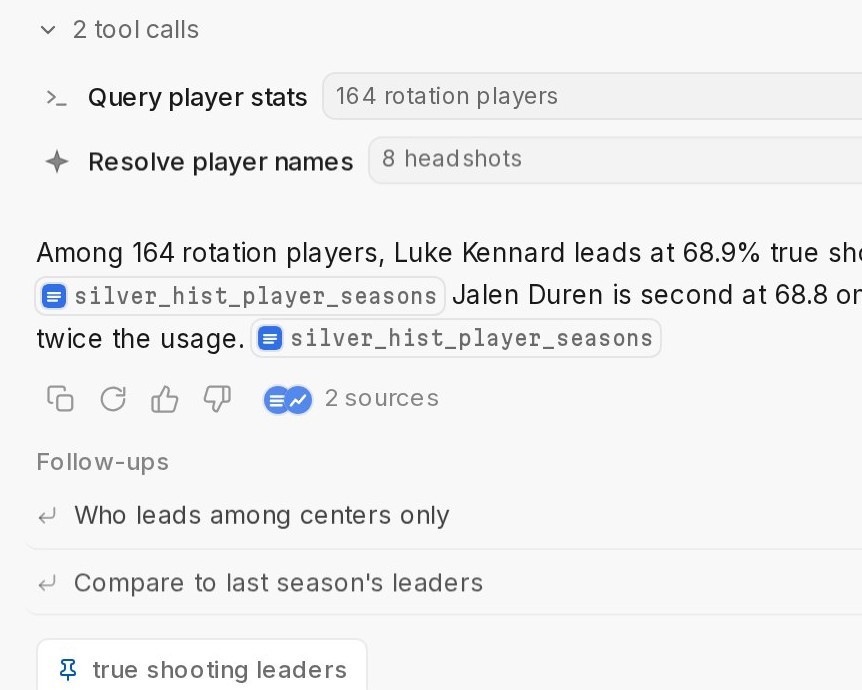 2 tool calls
Query player stats 164 rotation players
Resolve player names 8 headshots
Among 164 rotation players, Luke Kennard leads at 68.9% true
silver_hist_player_seasons Jalen Duren is second at 68.8
twice the usage. silver_hist_player_seasons
2 sources
Follow-ups
Who leads among centers only
Compare to last season's leaders
true shooting leaders